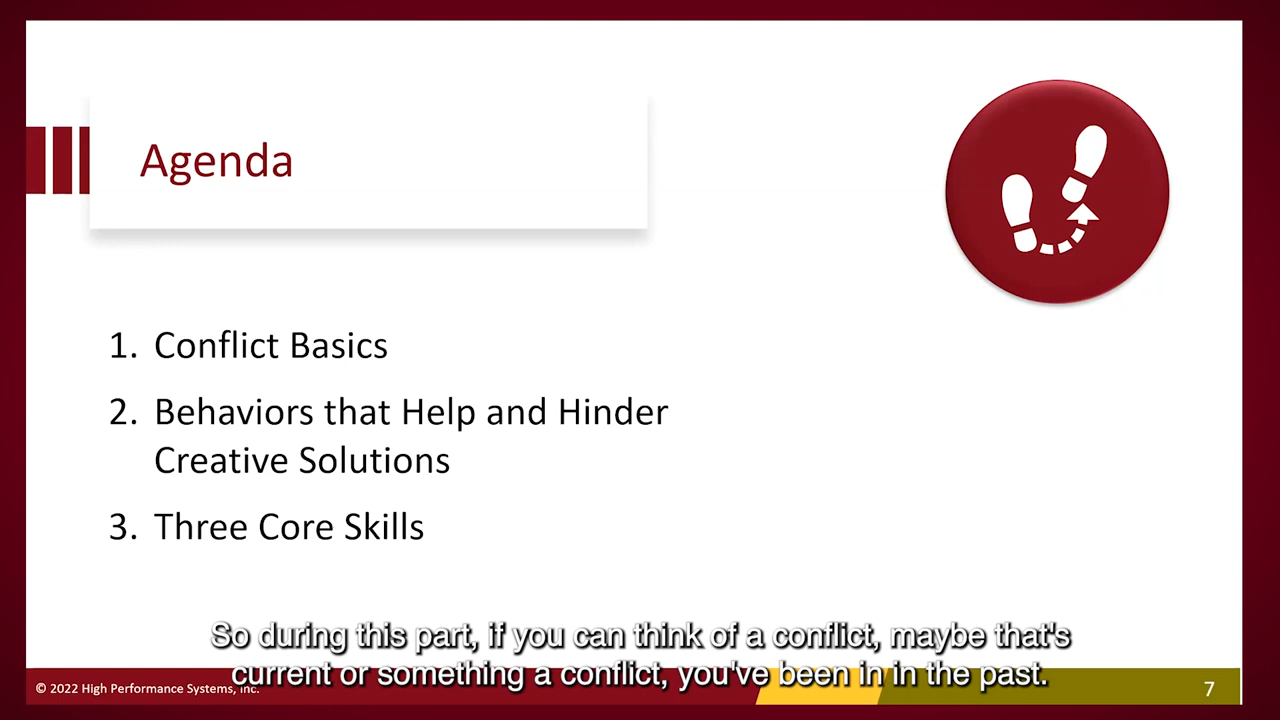 Agenda
1. Conflict Basics
2. Behaviors that Help and Hinder
Creative Solutions
3. Three Core Skills
So during this part, if you can think of a conflict, maybe that's
current or something a conflict, you've been in in the past.
© 2022 High Performance Systems, Inc.
7